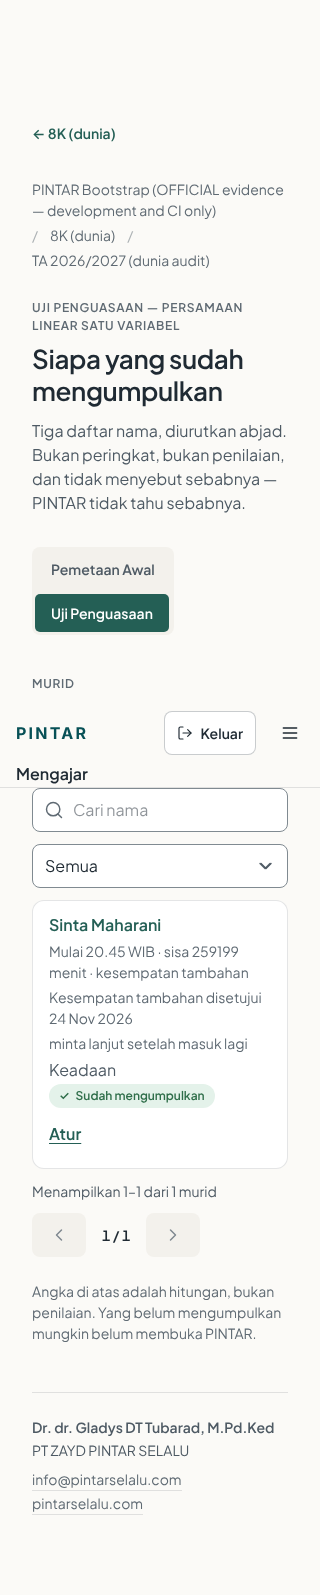 ← 8K (dunia)
PINTAR Bootstrap (OFFICIAL evidence
— development and CI only)
/ 8K (dunia) /
TA 2026/2027 (dunia audit)
UJI PENGUASAAN — PERSAMAAN
LINEAR SATU VARIABEL
Siapa yang sudah
mengumpulkan
Tiga daftar nama, diurutkan abjad.
Bukan peringkat, bukan penilaian,
dan tidak menyebut sebabnya —
PINTAR tidak tahu sebabnya.
Pemetaan Awal
Uji Penguasaan
MURID
PINTAR
Keluar
Mengajar
Cari nama
Semua
Sinta Maharani
Mulai 20.45 WIB · sisa 259199
menit · kesempatan tambahan
Kesempatan tambahan disetujui
24 Nov 2026
minta lanjut setelah masuk lagi
Keadaan
Sudah mengumpulkan
Atur
Menampilkan 1–1 dari 1 murid
1/1
Angka di atas adalah hitungan, bukan
penilaian. Yang belum mengumpulkan
mungkin belum membuka PINTAR.
Dr. dr. Gladys DT Tubarad, M.Pd.Ked
PT ZAYD PINTAR SELALU
info@pintarselalu.com
pintarselalu.com